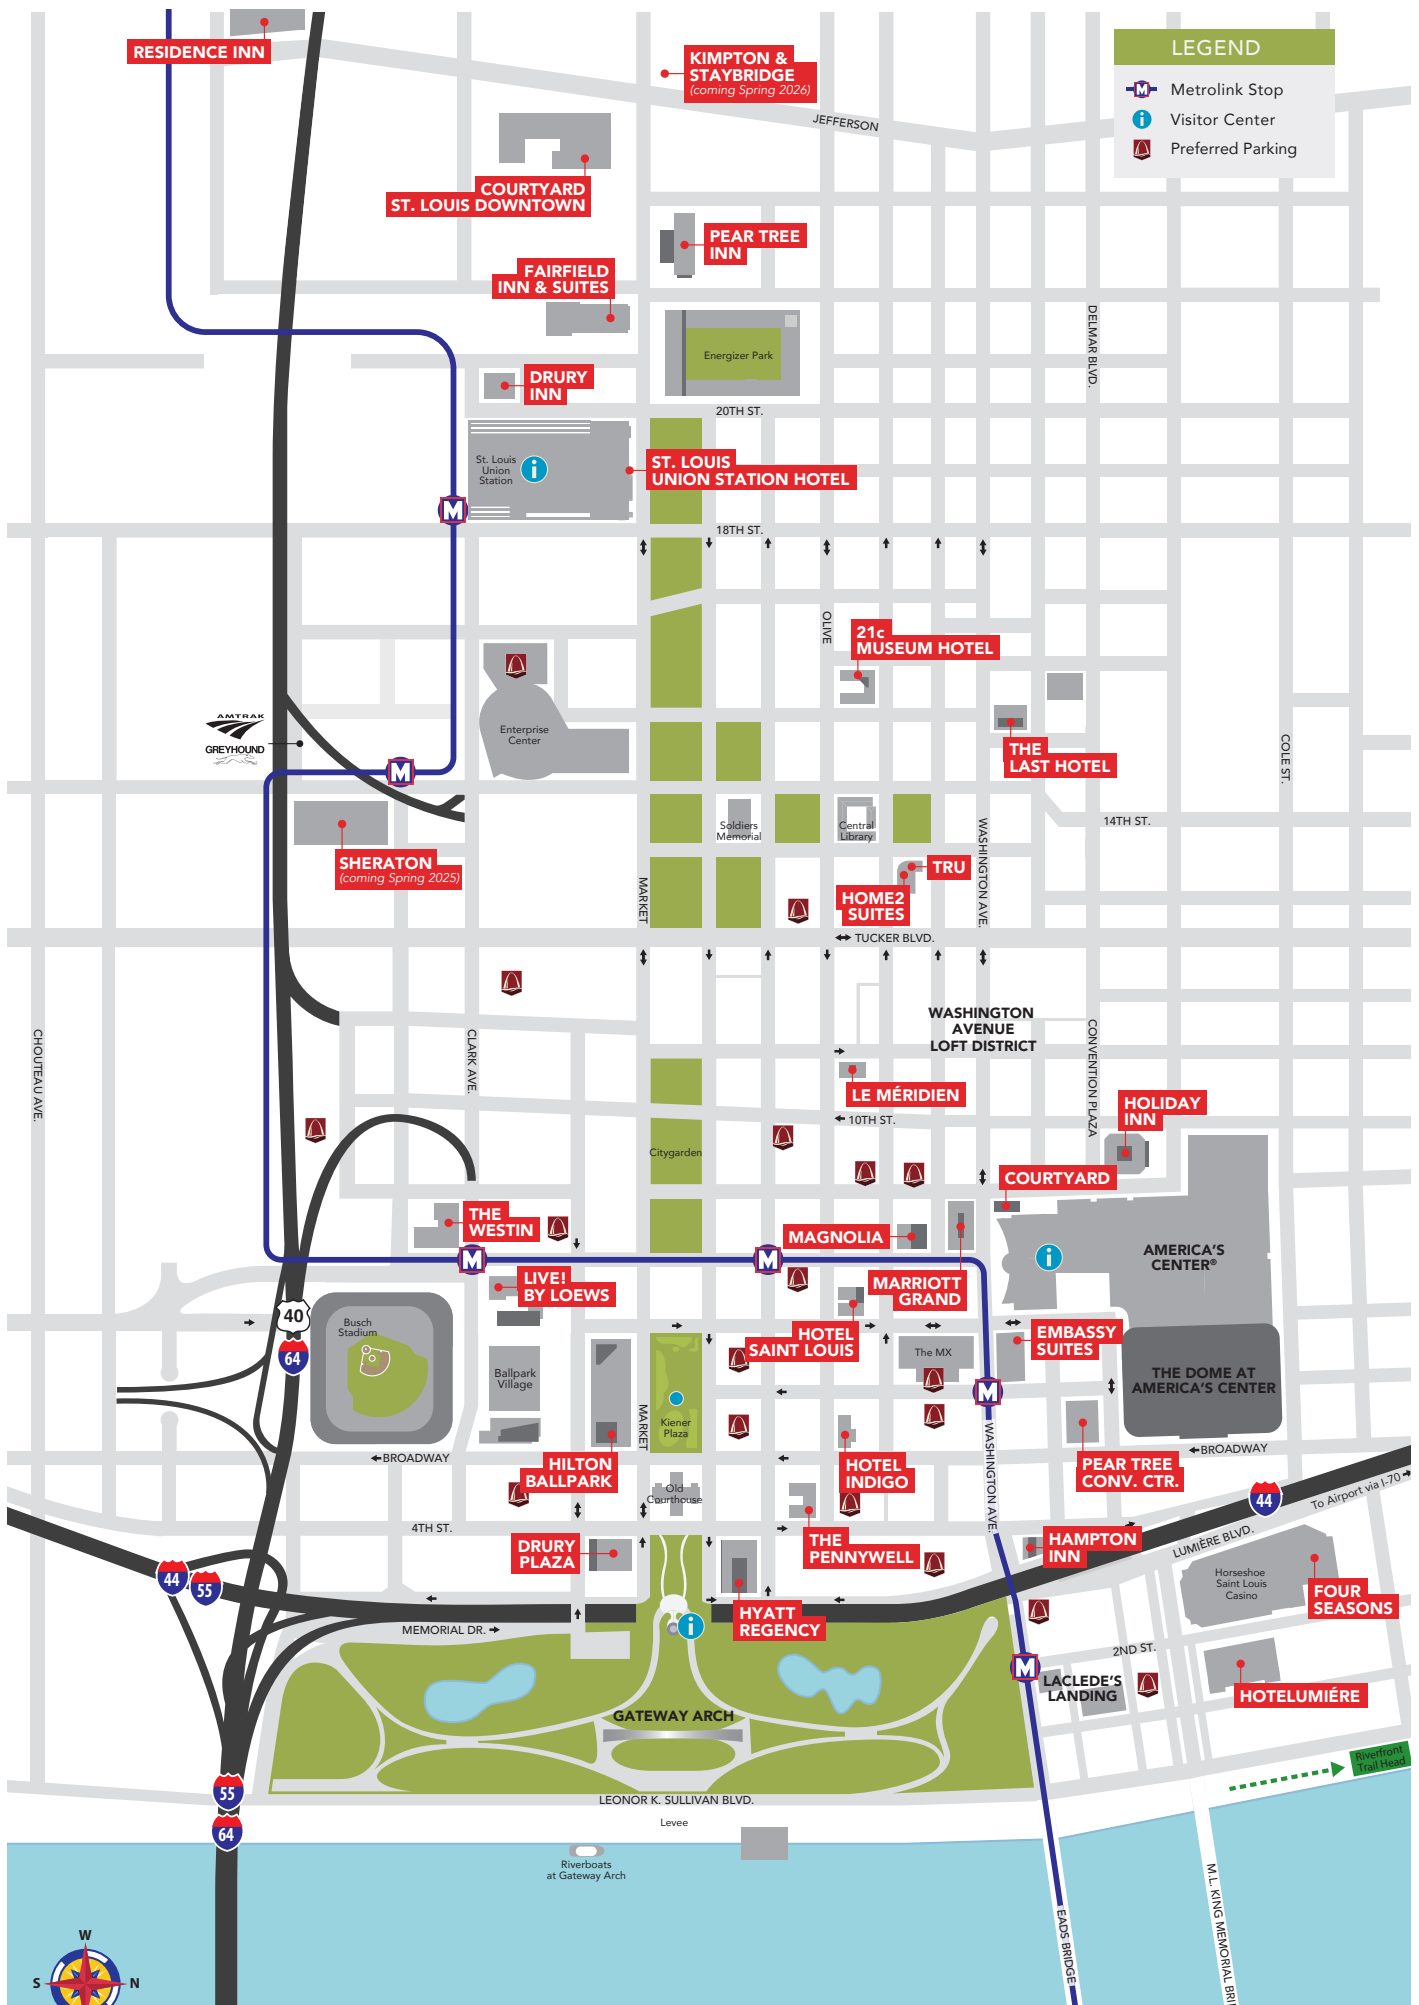 RESIDENCE INN
KIMPTON &
STAYBRIDGE
(coming Spring 2026)
LEGEND
Metrolink Stop
i
Visitor Center
Preferred Parking
JEFFERSON
COURTYARD
ST. LOUIS DOWNTOWN
PEAR TREE
INN
FAIRFIELD
INN & SUITES
DELMAR BLVD.
Energizer Park
DRURY
INN
20TH ST.
St. Louis
Union
Station
i
ST. LOUIS
UNION STATION HOTEL
M
18TH ST.
OLIVE
21c
MUSEUM HOTEL
AMTRAK
GREYHOUND
Enterprise
Center
THE
LAST HOTEL
COLE ST.
M
Soldiers
Memorial
Central
Library
WASHINGTON AVE.
14TH ST.
SHERATON
(coming Spring 2025)
TRU
HOME2
SUITES
MARKET
TUCKER BLVD.
WASHINGTON
AVENUE
LOFT DISTRICT
CHOUTEAU AVE.
CLARK AVE.
CONVENTION PLAZA
LE MÉRIDIEN
10TH ST.
HOLIDAY
INN
Citygarden
COURTYARD
THE
WESTIN
MAGNOLIA
M
M
i
AMERICA'S
CENTER®
MARRIOTT
GRAND
LIVE!
BY LOEWS
40
64
Busch
Stadium
HOTEL
SAINT LOUIS
EMBASSY
SUITES
The MX
THE DOME AT
AMERICA'S CENTER
Ballpark
Village
M
MARKET
Kiener
Plaza
WASHINGTON AVE.
BROADWAY
BROADWAY
HILTON
BALLPARK
HOTEL
INDIGO
PEAR TREE
CONV. CTR.
Old
Courthouse
44
To Airport via I-70
4TH ST.
DRURY
PLAZA
THE
PENNYWELL
HAMPTON
INN
LUMIÈRE BLVD.
44
55
Horseshoe
Saint Louis
Casino
FOUR
SEASONS
HYATT
REGENCY
i
MEMORIAL DR.
2ND ST.
M
LACLEDE'S
LANDING
HOTELUMIÉRE
GATEWAY ARCH
Riverfront
Trail Head
55
LEONOR K. SULLIVAN BLVD.
Levee
64
Riverboats
at Gateway Arch
EADS BRIDGE
M.L. KING MEMORIAL BRI
W
S
N